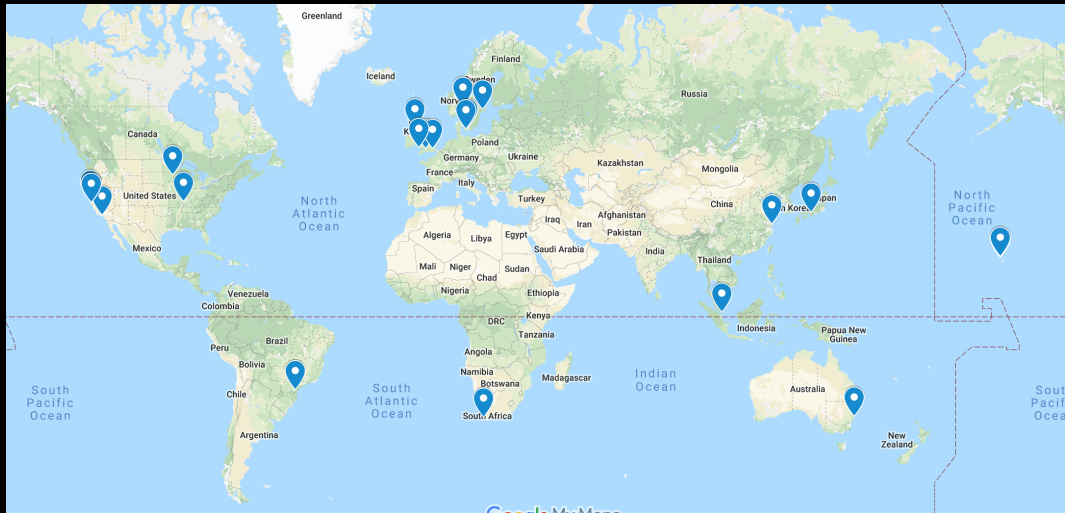 Greenland
Iceland
Finland
Sweden
Norw
Russia
Canada
K
Poland
Germany
Ukraine
France
Kazakhstan
Mongolia
Spain
Italy
Turkey
United States
North
Atlantic
Ocean
North
Pacific
Ocean
China
n Korea
pan
Iraq
Iran
Afghanistan
Pakistan
Mexico
Algeria
Libya
Egypt
Saudi Arabia
India
Thailand
Mali
Niger
Chad
Sudan
Nigeria
Ethiopia
Venezuela
Colombia
DRC
Kenya
Tanzania
Indonesia
Papua New
Guinea
Peru
Brazil
Bolivia
Angola
Namibia
Botswana
Madagascar
Indian
Ocean
Australia
South
Pacific
Ocean
Chile
South
Atlantic
Ocean
South Africa
Argentina
New
Zealand
Sout
Pacif
Ocea
Google My Maps